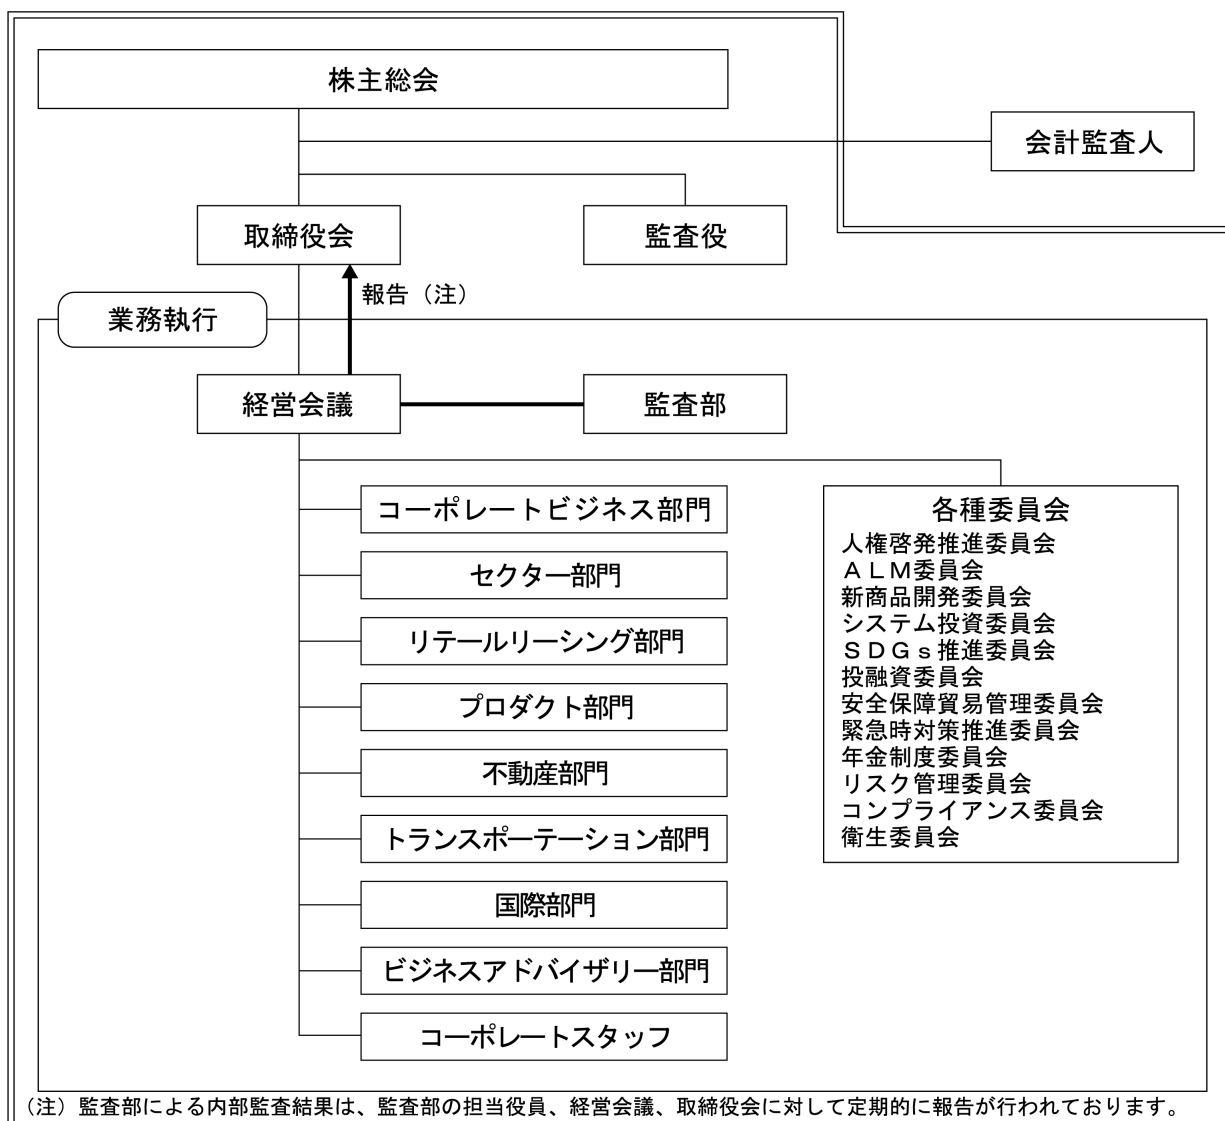 株主総会
会計監査人
取締役会
監査役
報告（注）
業務執行
経営会議
監査部
コーポレートビジネス部門
セクター部門
リテールリーシング部門
プロダクト部門
不動産部門
トランスポーテーション部門
国際部門
ビジネスアドバイザリー部門
コーポレートスタッフ
各種委員会
人権啓発推進委員会
ＡＬＭ委員会
新商品開発委員会
システム投資委員会
ＳＤＧｓ推進委員会
投融資委員会
安全保障貿易管理委員会
緊急時対策推進委員会
年金制度委員会
リスク管理委員会
コンプライアンス委員会
衛生委員会
（注）監査部による内部監査結果は、監査部の担当役員、経営会議、取締役会に対して定期的に報告が行われております。